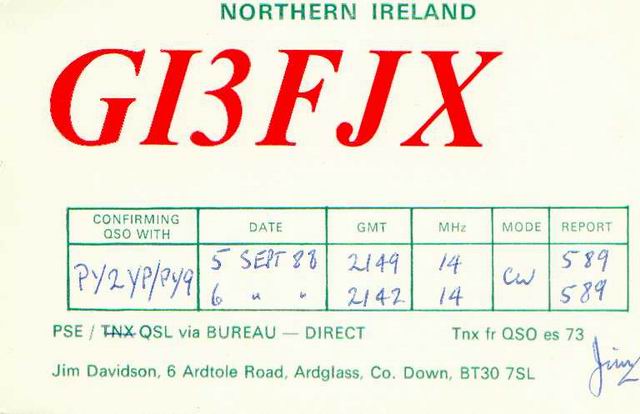 NORTHERN IRELAND
GI3FJX
CONFIRMING QSO WITH DATE GMT MHz MODE REPORT
PY2YP/PY9 5 SEPT 88 2149 14 CW 589
6 " " 2142 14 589
PSE / TNX QSL via BUREAU — DIRECT Tnx fr QSO es 73
Jim
Jim Davidson, 6 Ardtole Road, Ardglass, Co. Down, BT30 7SL